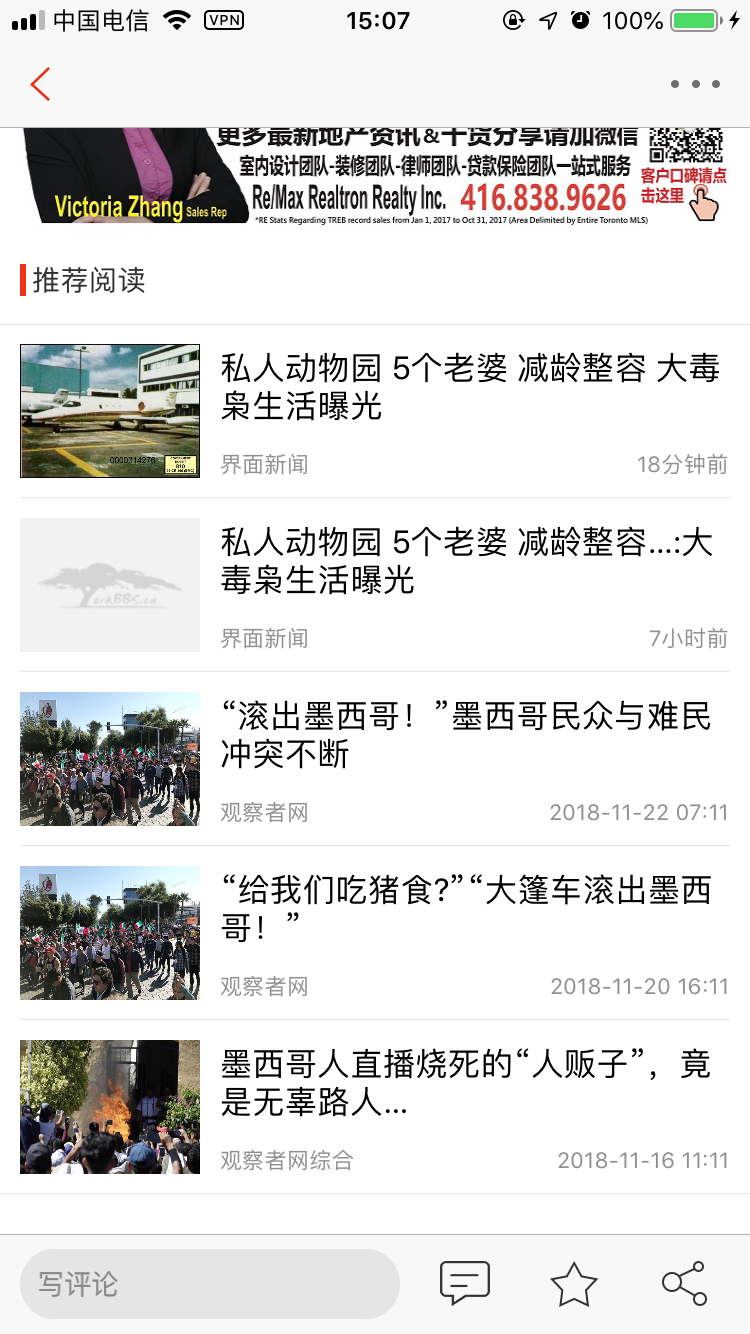 中国电信 VPN 15:07 100%
更多最新地产资讯&干货分享请加微信
室内设计团队-装修团队-律师团队-贷款保险团队一站式服务
客户口碑请点
击这里
Victoria Zhang Sales Rep
Re/Max Realtron Realty Inc. 416.838.9626
*RE Stats Regarding TREB record sales from Jan 1, 2017 to Oct 31, 2017 (Area Delimited by Entire Toronto MLS)
推荐阅读
私人动物园 5个老婆 减龄整容 大毒
枭生活曝光
0000314276
界面新闻 18分钟前
私人动物园 5个老婆 减龄整容...:大
毒枭生活曝光
YorkBBS.ca
界面新闻 7小时前
“滚出墨西哥！”墨西哥民众与难民
冲突不断
观察者网 2018-11-22 07:11
“给我们吃猪食?”“大篷车滚出墨西
哥！”
观察者网 2018-11-20 16:11
墨西哥人直播烧死的“人贩子”，竟
是无辜路人...
观察者网综合 2018-11-16 11:11
写评论